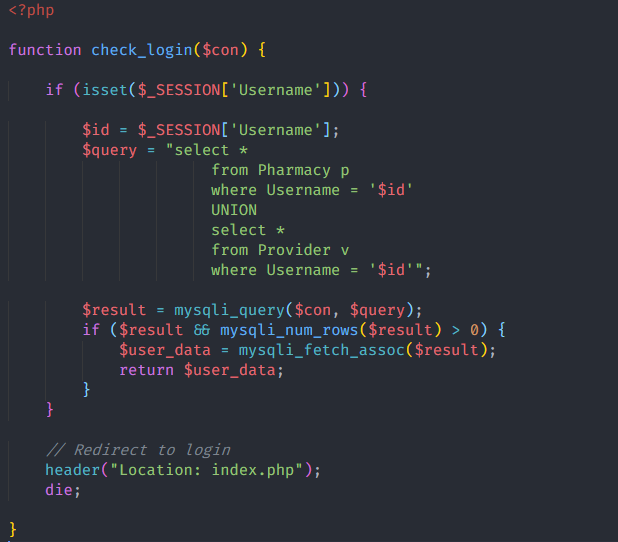 <?php
function check_login($con) {
if (isset($_SESSION['Username'])) {
$id = $_SESSION['Username'];
$query = "select *
from Pharmacy p
where Username = '$id'
UNION
select *
from Provider v
where Username = '$id'";
$result = mysqli_query($con, $query);
if ($result && mysqli_num_rows($result) > 0) {
$user_data = mysqli_fetch_assoc($result);
return $user_data;
}
}
// Redirect to login
header("Location: index.php");
die;
}